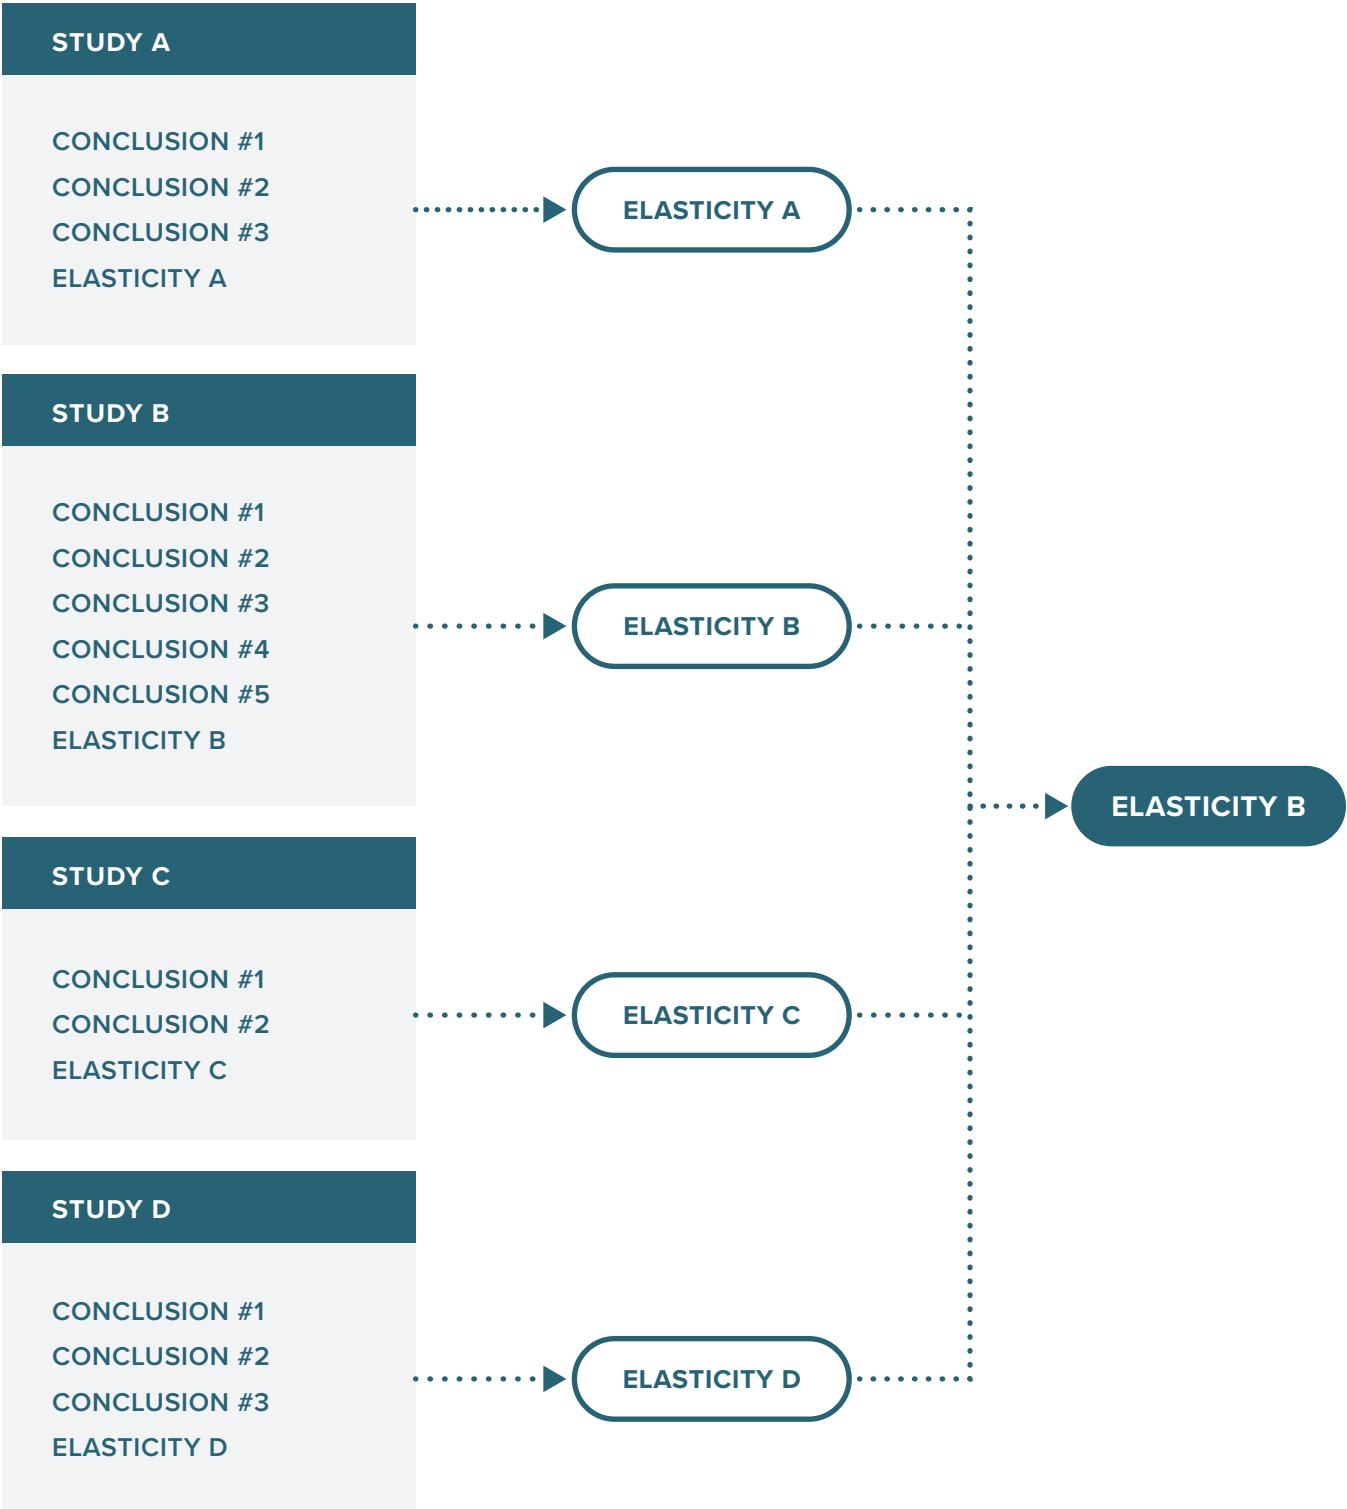 STUDY A
CONCLUSION #1
CONCLUSION #2
CONCLUSION #3
ELASTICITY A
ELASTICITY A
STUDY B
CONCLUSION #1
CONCLUSION #2
CONCLUSION #3
CONCLUSION #4
CONCLUSION #5
ELASTICITY B
ELASTICITY B
STUDY C
CONCLUSION #1
CONCLUSION #2
ELASTICITY C
ELASTICITY C
STUDY D
CONCLUSION #1
CONCLUSION #2
CONCLUSION #3
ELASTICITY D
ELASTICITY D
ELASTICITY B